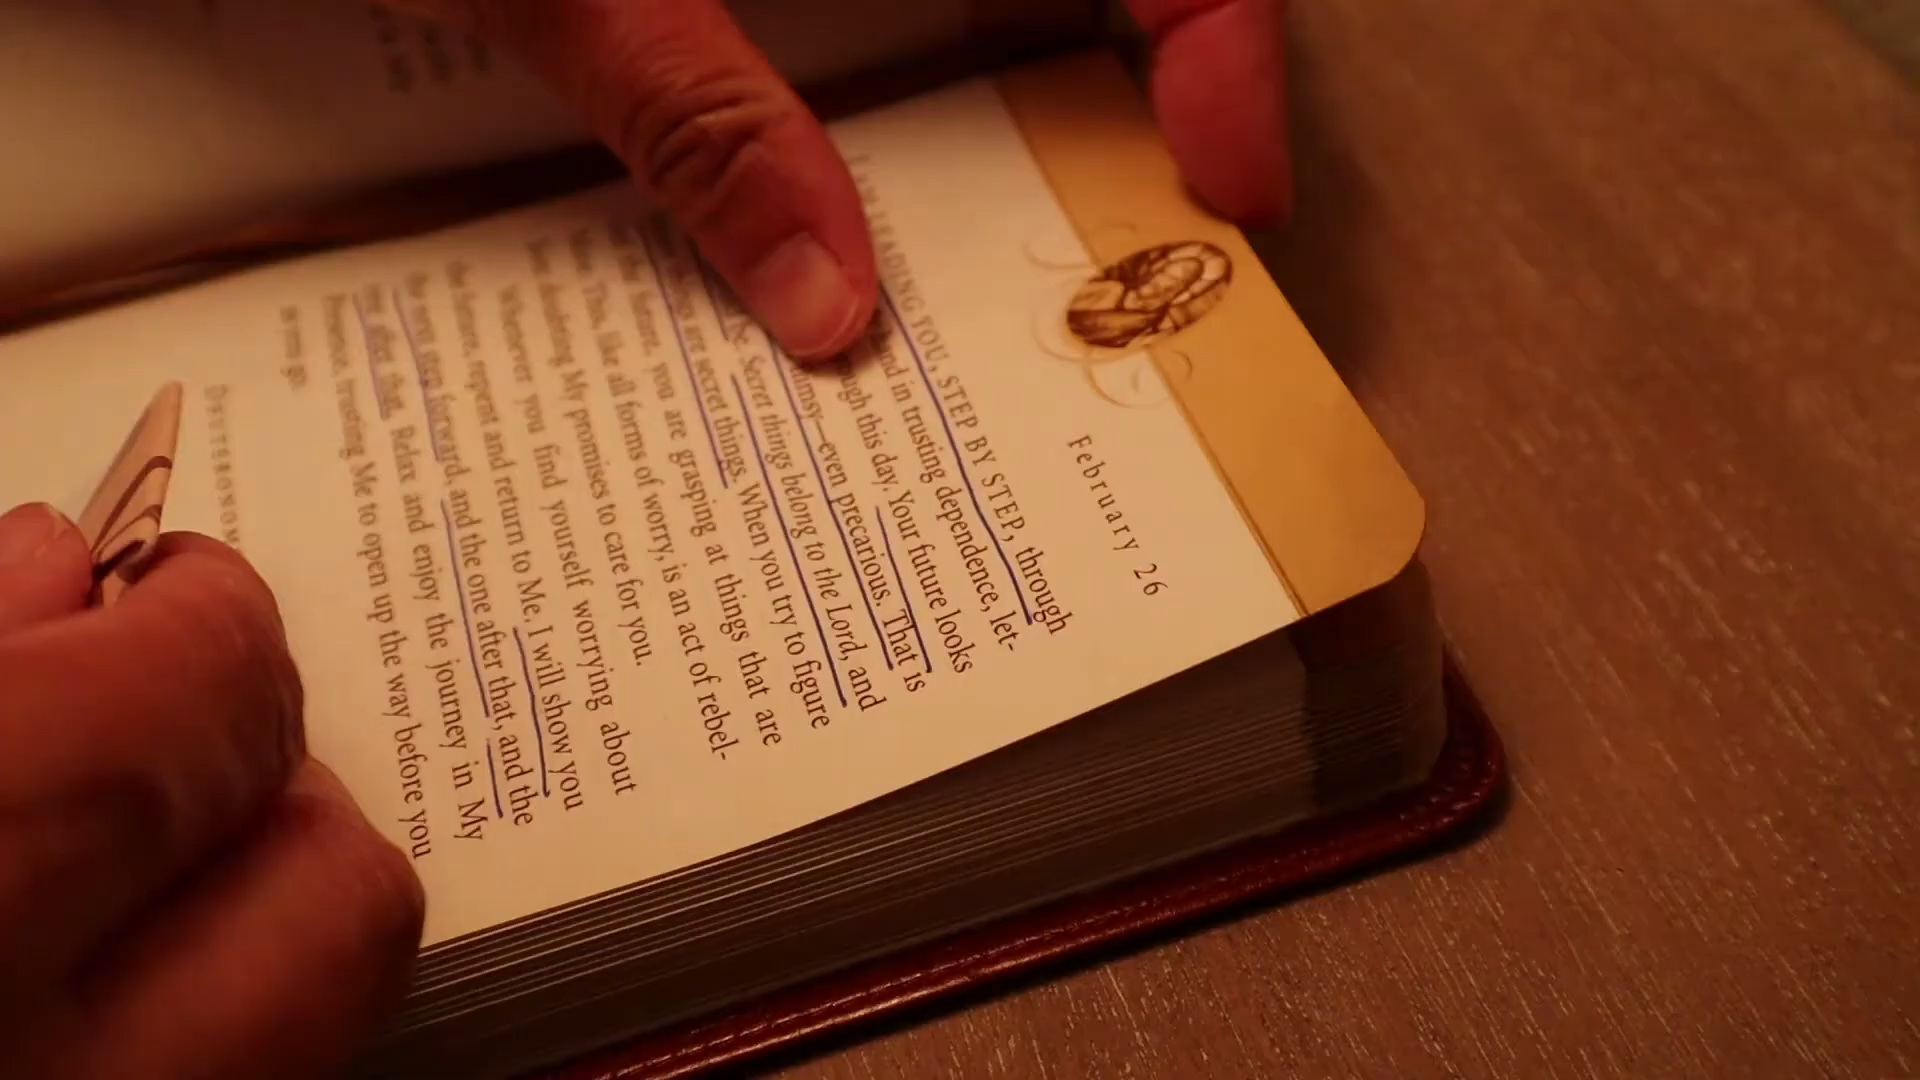 February 26
I AM LEADING YOU, STEP BY STEP, through
hand in trusting dependence, let-
through this day. Your future looks
flimsy—even precarious. That is
be. Secret things belong to the Lord, and
things are secret things. When you try to figure
out the future, you are grasping at things that are
Mine. This, like all forms of worry, is an act of rebel-
doubting My promises to care for you.
Whenever you find yourself worrying about
the future, repent and return to Me. I will show you
the next step forward, and the one after that, and the
one after that. Relax and enjoy the journey in My
Presence, trusting Me to open up the way before you
as you go.